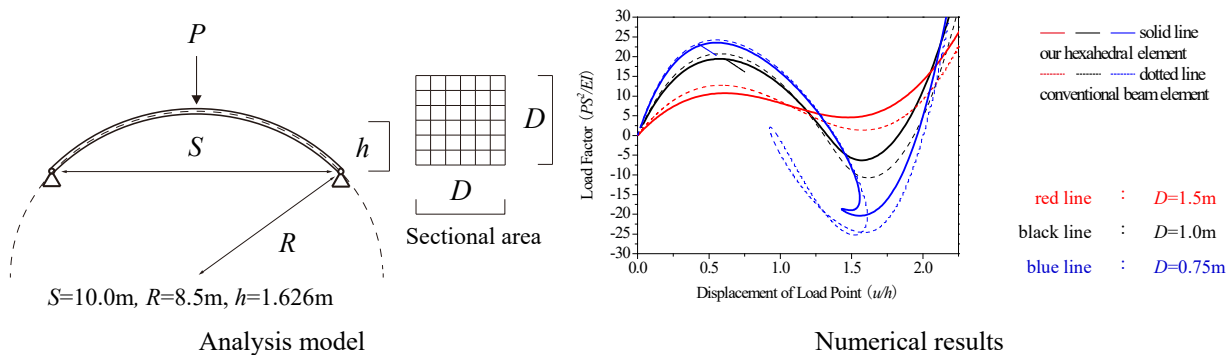 P
S
h
R
S=10.0m, R=8.5m, h=1.626m
Analysis model
D
D
Sectional area
Load Factor (PS²/EI)
30
25
20
15
10
5
0
-5
-10
-15
-20
-25
-30
0.0
0.5
1.0
1.5
2.0
Displacement of Load Point (u/h)
Numerical results
solid line
our hexahedral element
dotted line
conventional beam element
red line : D=1.5m
black line : D=1.0m
blue line : D=0.75m